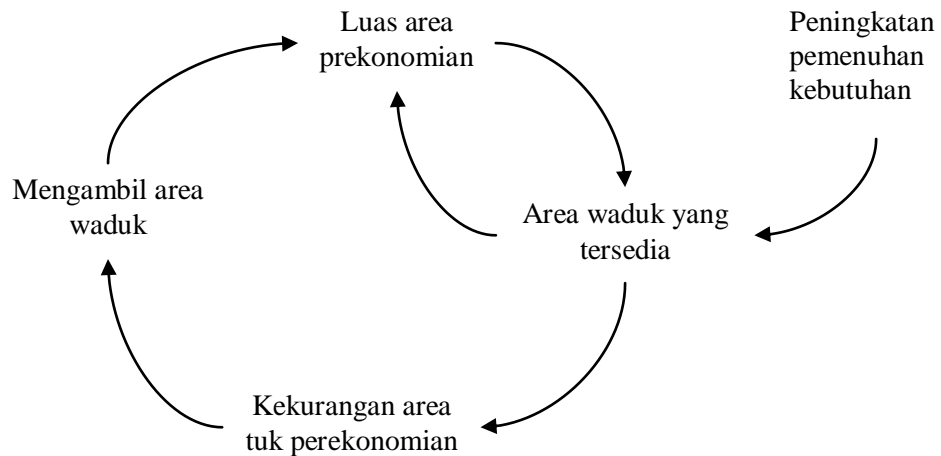 Luas area
prekonomian
Peningkatan
pemenuhan
kebutuhan
Mengambil area
waduk
Area waduk yang
tersedia
Kekurangan area
tuk perekonomian